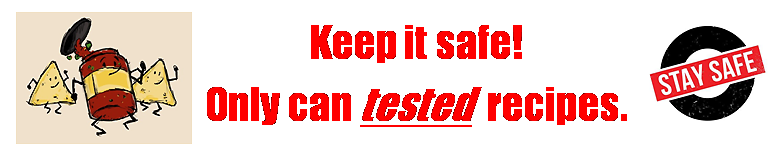 Keep it safe!
Only can tested recipes.
STAY SAFE